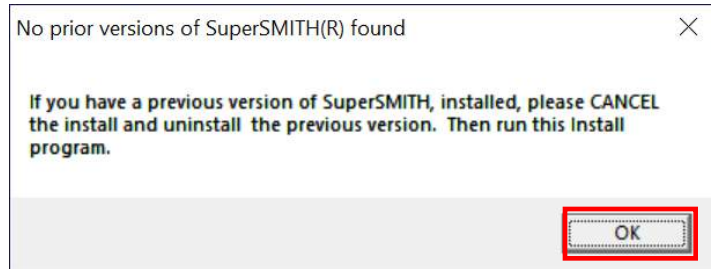 No prior versions of SuperSMITH(R) found
If you have a previous version of SuperSMITH, installed, please CANCEL
the install and uninstall  the previous version.  Then run this Install
program.
OK